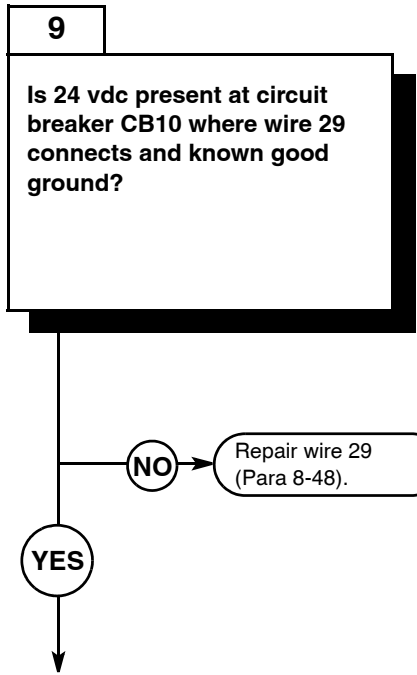 9
Is 24 vdc present at circuit
breaker CB10 where wire 29
connects and known good
ground?
NO
Repair wire 29
(Para 8-48).
YES